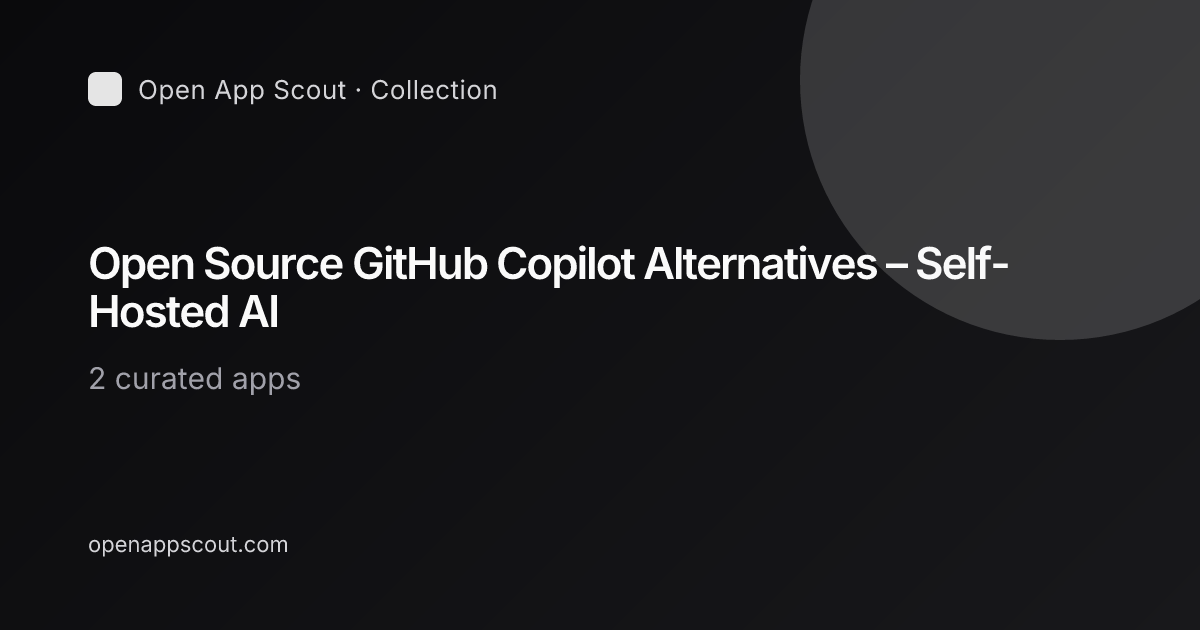 Open App Scout · Collection
Open Source GitHub Copilot Alternatives – Self-
Hosted AI
2 curated apps
openappscout.com